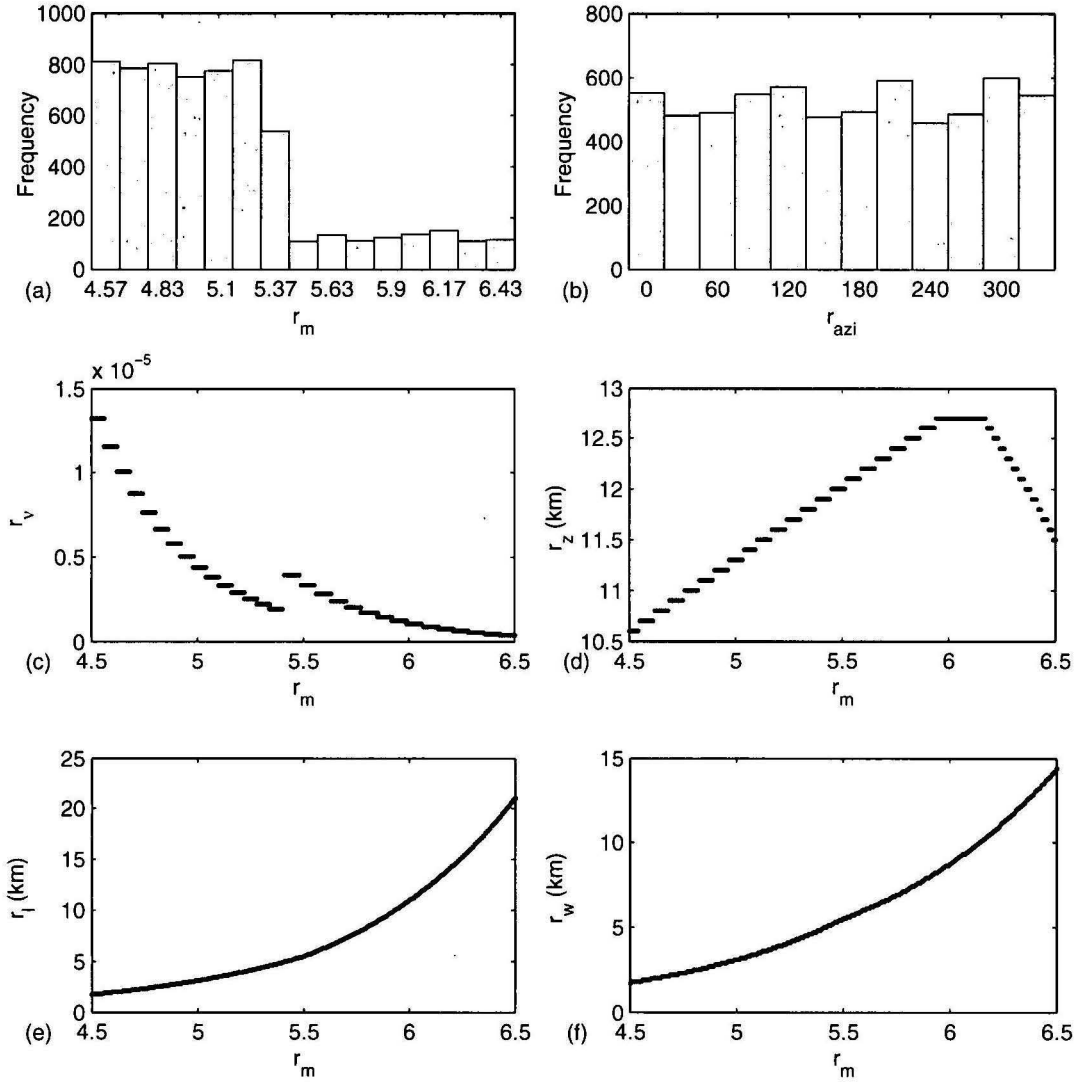 1000
800
600
400
200
0
Frequency
4.57 4.83 5.1 5.37 5.63 5.9 6.17 6.43
(a)
r_m
800
600
400
200
0
Frequency
0 60 120 180 240 300
(b)
r_azi
x 10^-5
1.5
1
0.5
0
r_ν
4.5 5 5.5 6 6.5
(c)
r_m
13
12.5
12
11.5
11
10.5
r_z (km)
4.5 5 5.5 6 6.5
(d)
r_m
25
20
15
10
5
0
r_l (km)
4.5 5 5.5 6 6.5
(e)
r_m
15
10
5
0
r_w (km)
4.5 5 5.5 6 6.5
(f)
r_m